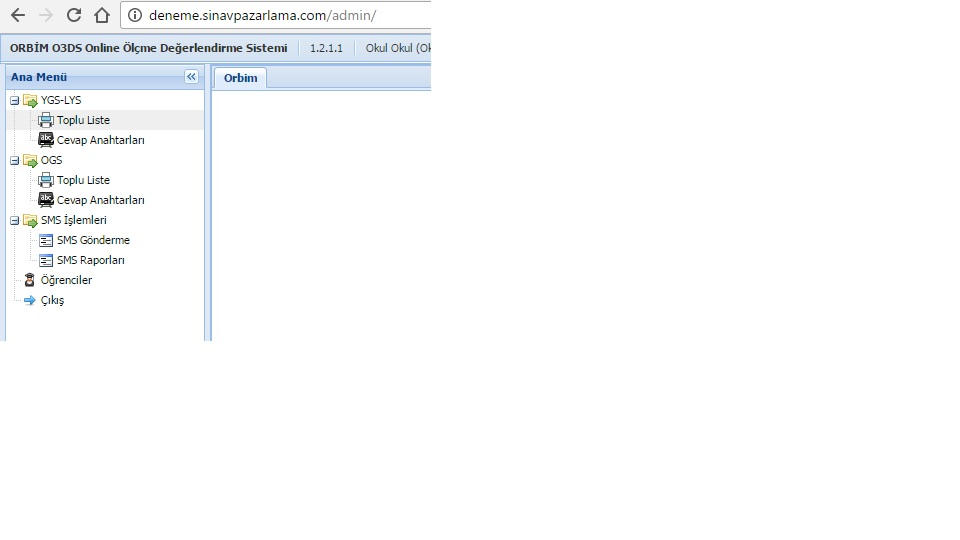 deneme.sinavpazarlama.com/admin/
ORBİM O3DS Online Ölçme Değerlendirme Sistemi 1.2.1.1 Okul Okul (Ok
Ana Menü
Orbim
YGS-LYS
Toplu Liste
abc Cevap Anahtarları
OGS
Toplu Liste
abc Cevap Anahtarları
SMS İşlemleri
SMS Gönderme
SMS Raporları
Öğrenciler
Çıkış